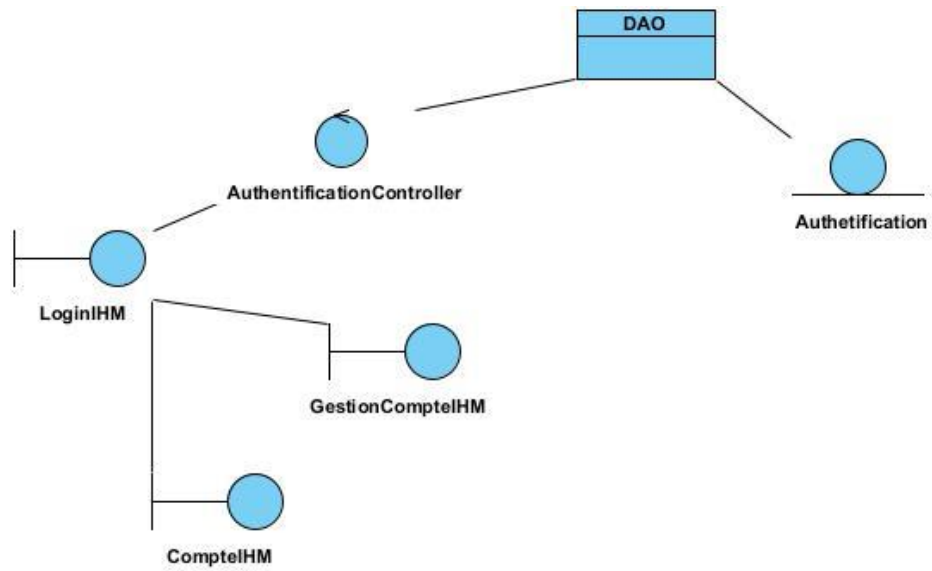 DAO
AuthentificationController
Authetification
LoginIHM
GestionCompteIHM
CompteIHM